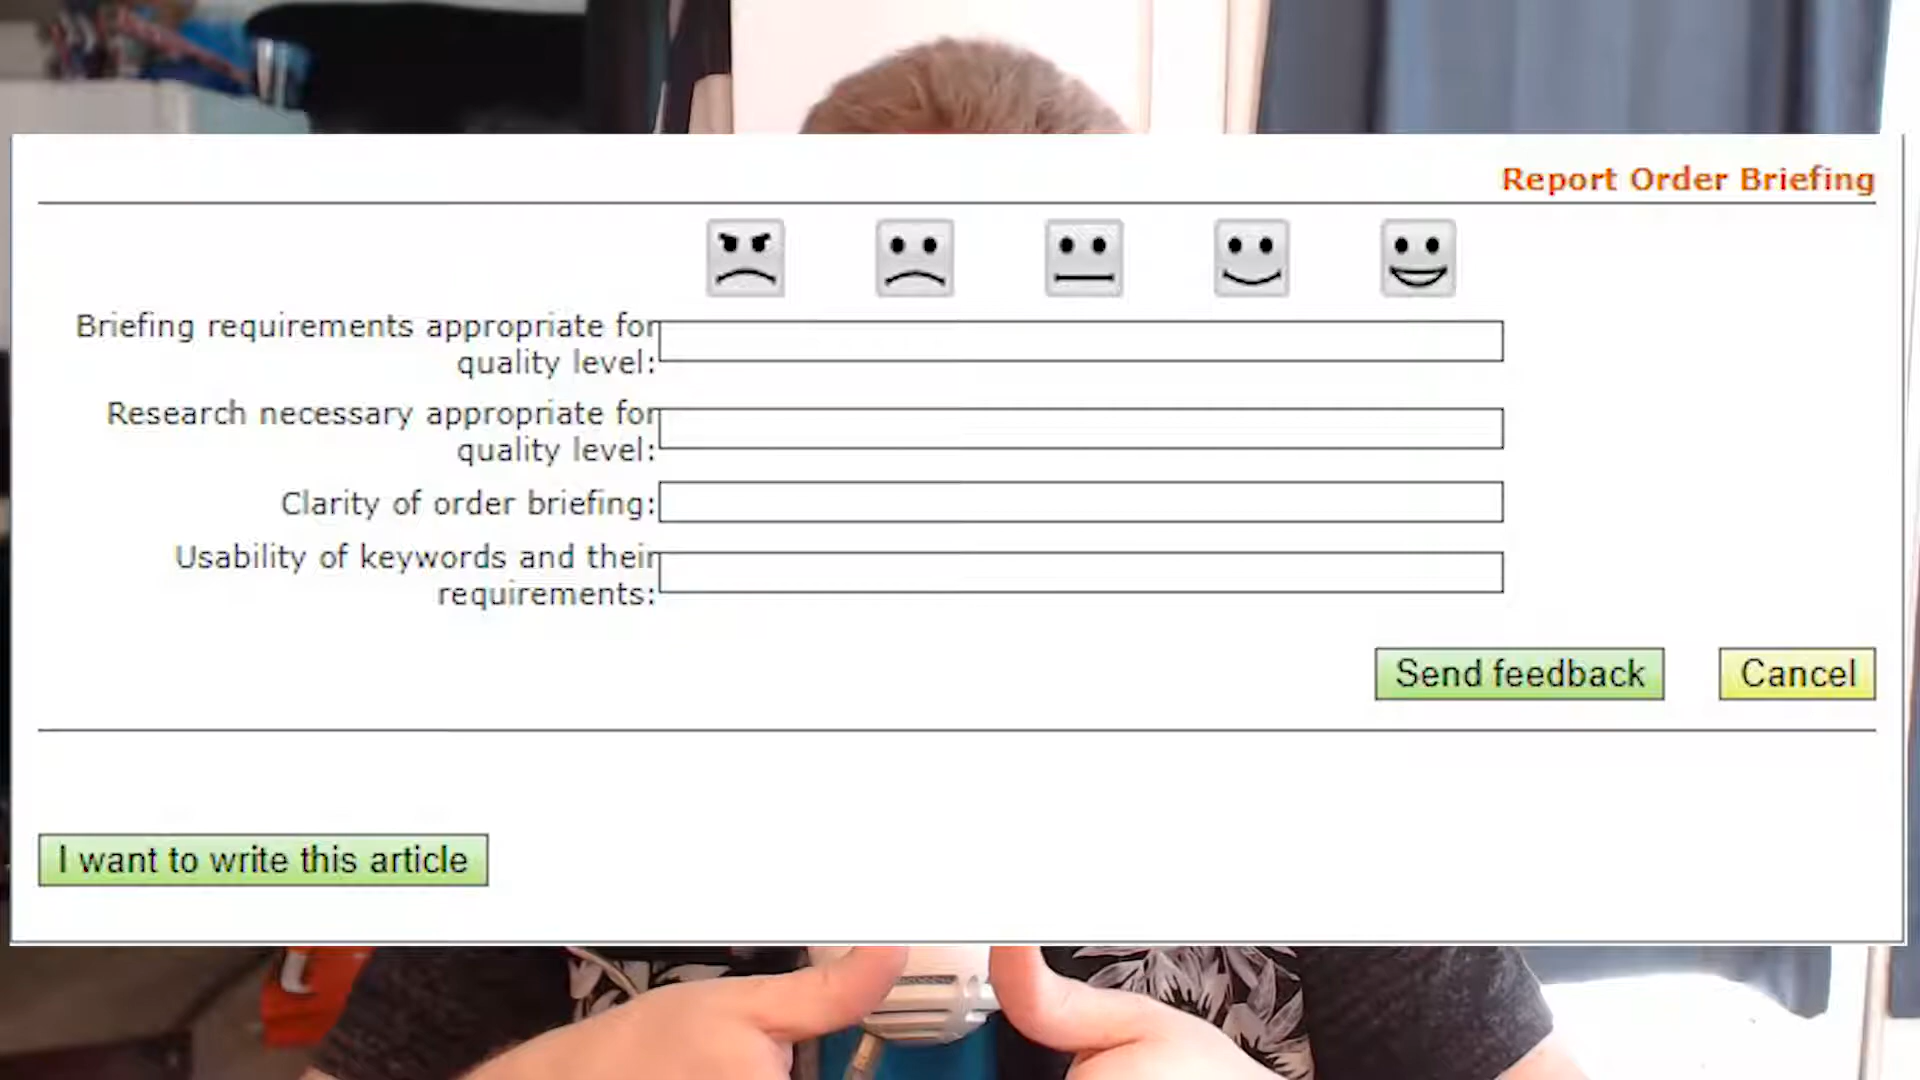 Report Order Briefing
Briefing requirements appropriate for
quality level:
Research necessary appropriate for
quality level:
Clarity of order briefing:
Usability of keywords and their
requirements:
Send feedback
Cancel
I want to write this article